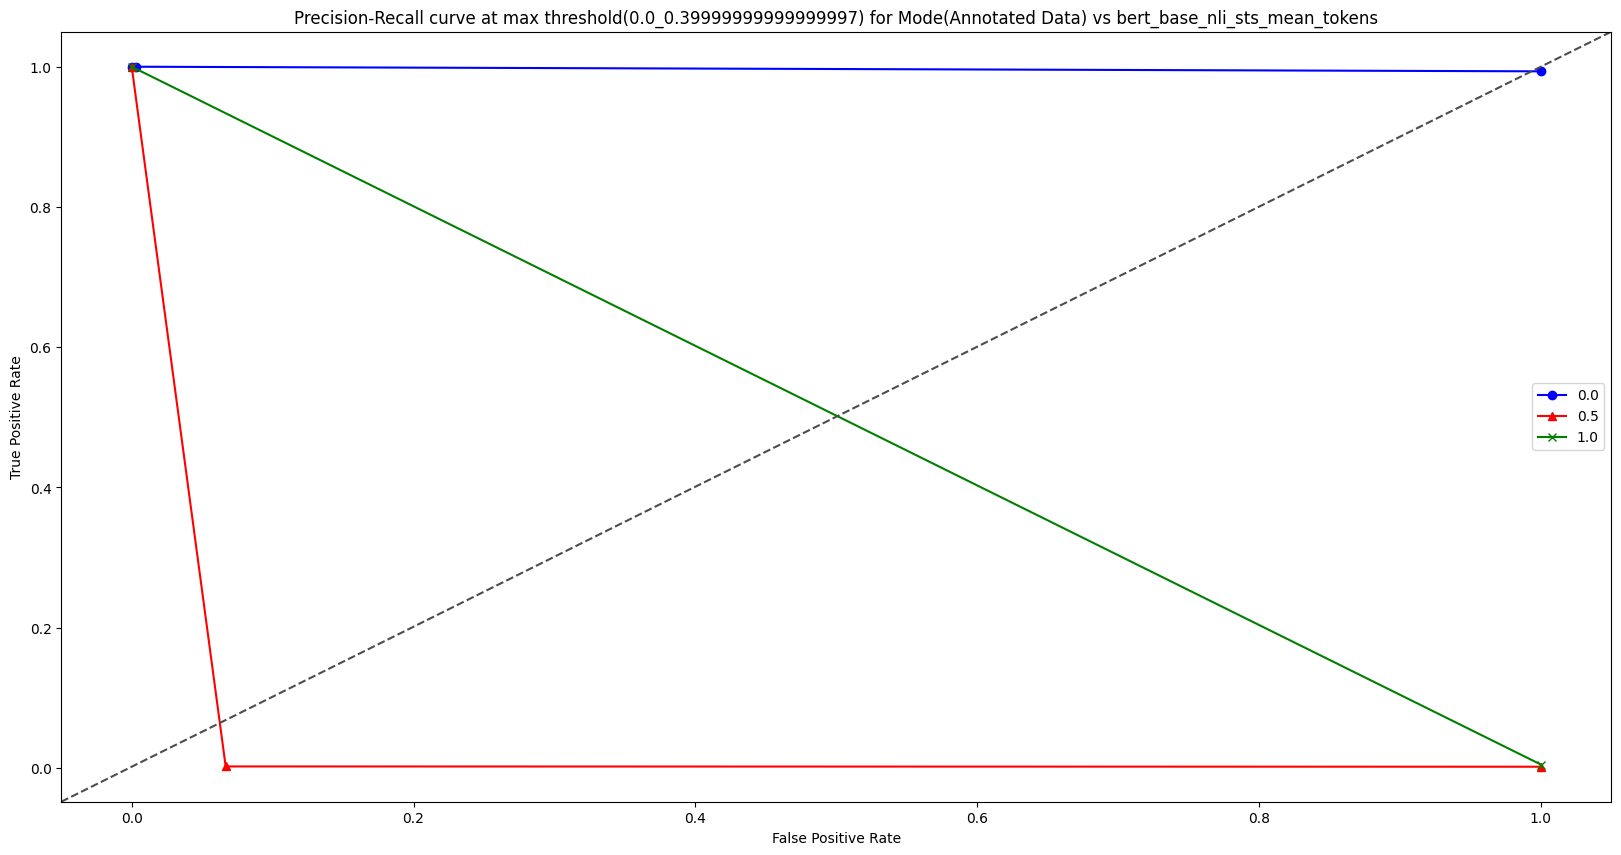 Precision-Recall curve at max threshold(0.0_0.39999999999999997) for Mode(Annotated Data) vs bert_base_nli_sts_mean_tokens
1.0
0.8
0.6
0.4
0.2
0.0
True Positive Rate
0.0
0.5
1.0
0.0 0.2 0.4 0.6 0.8 1.0
False Positive Rate